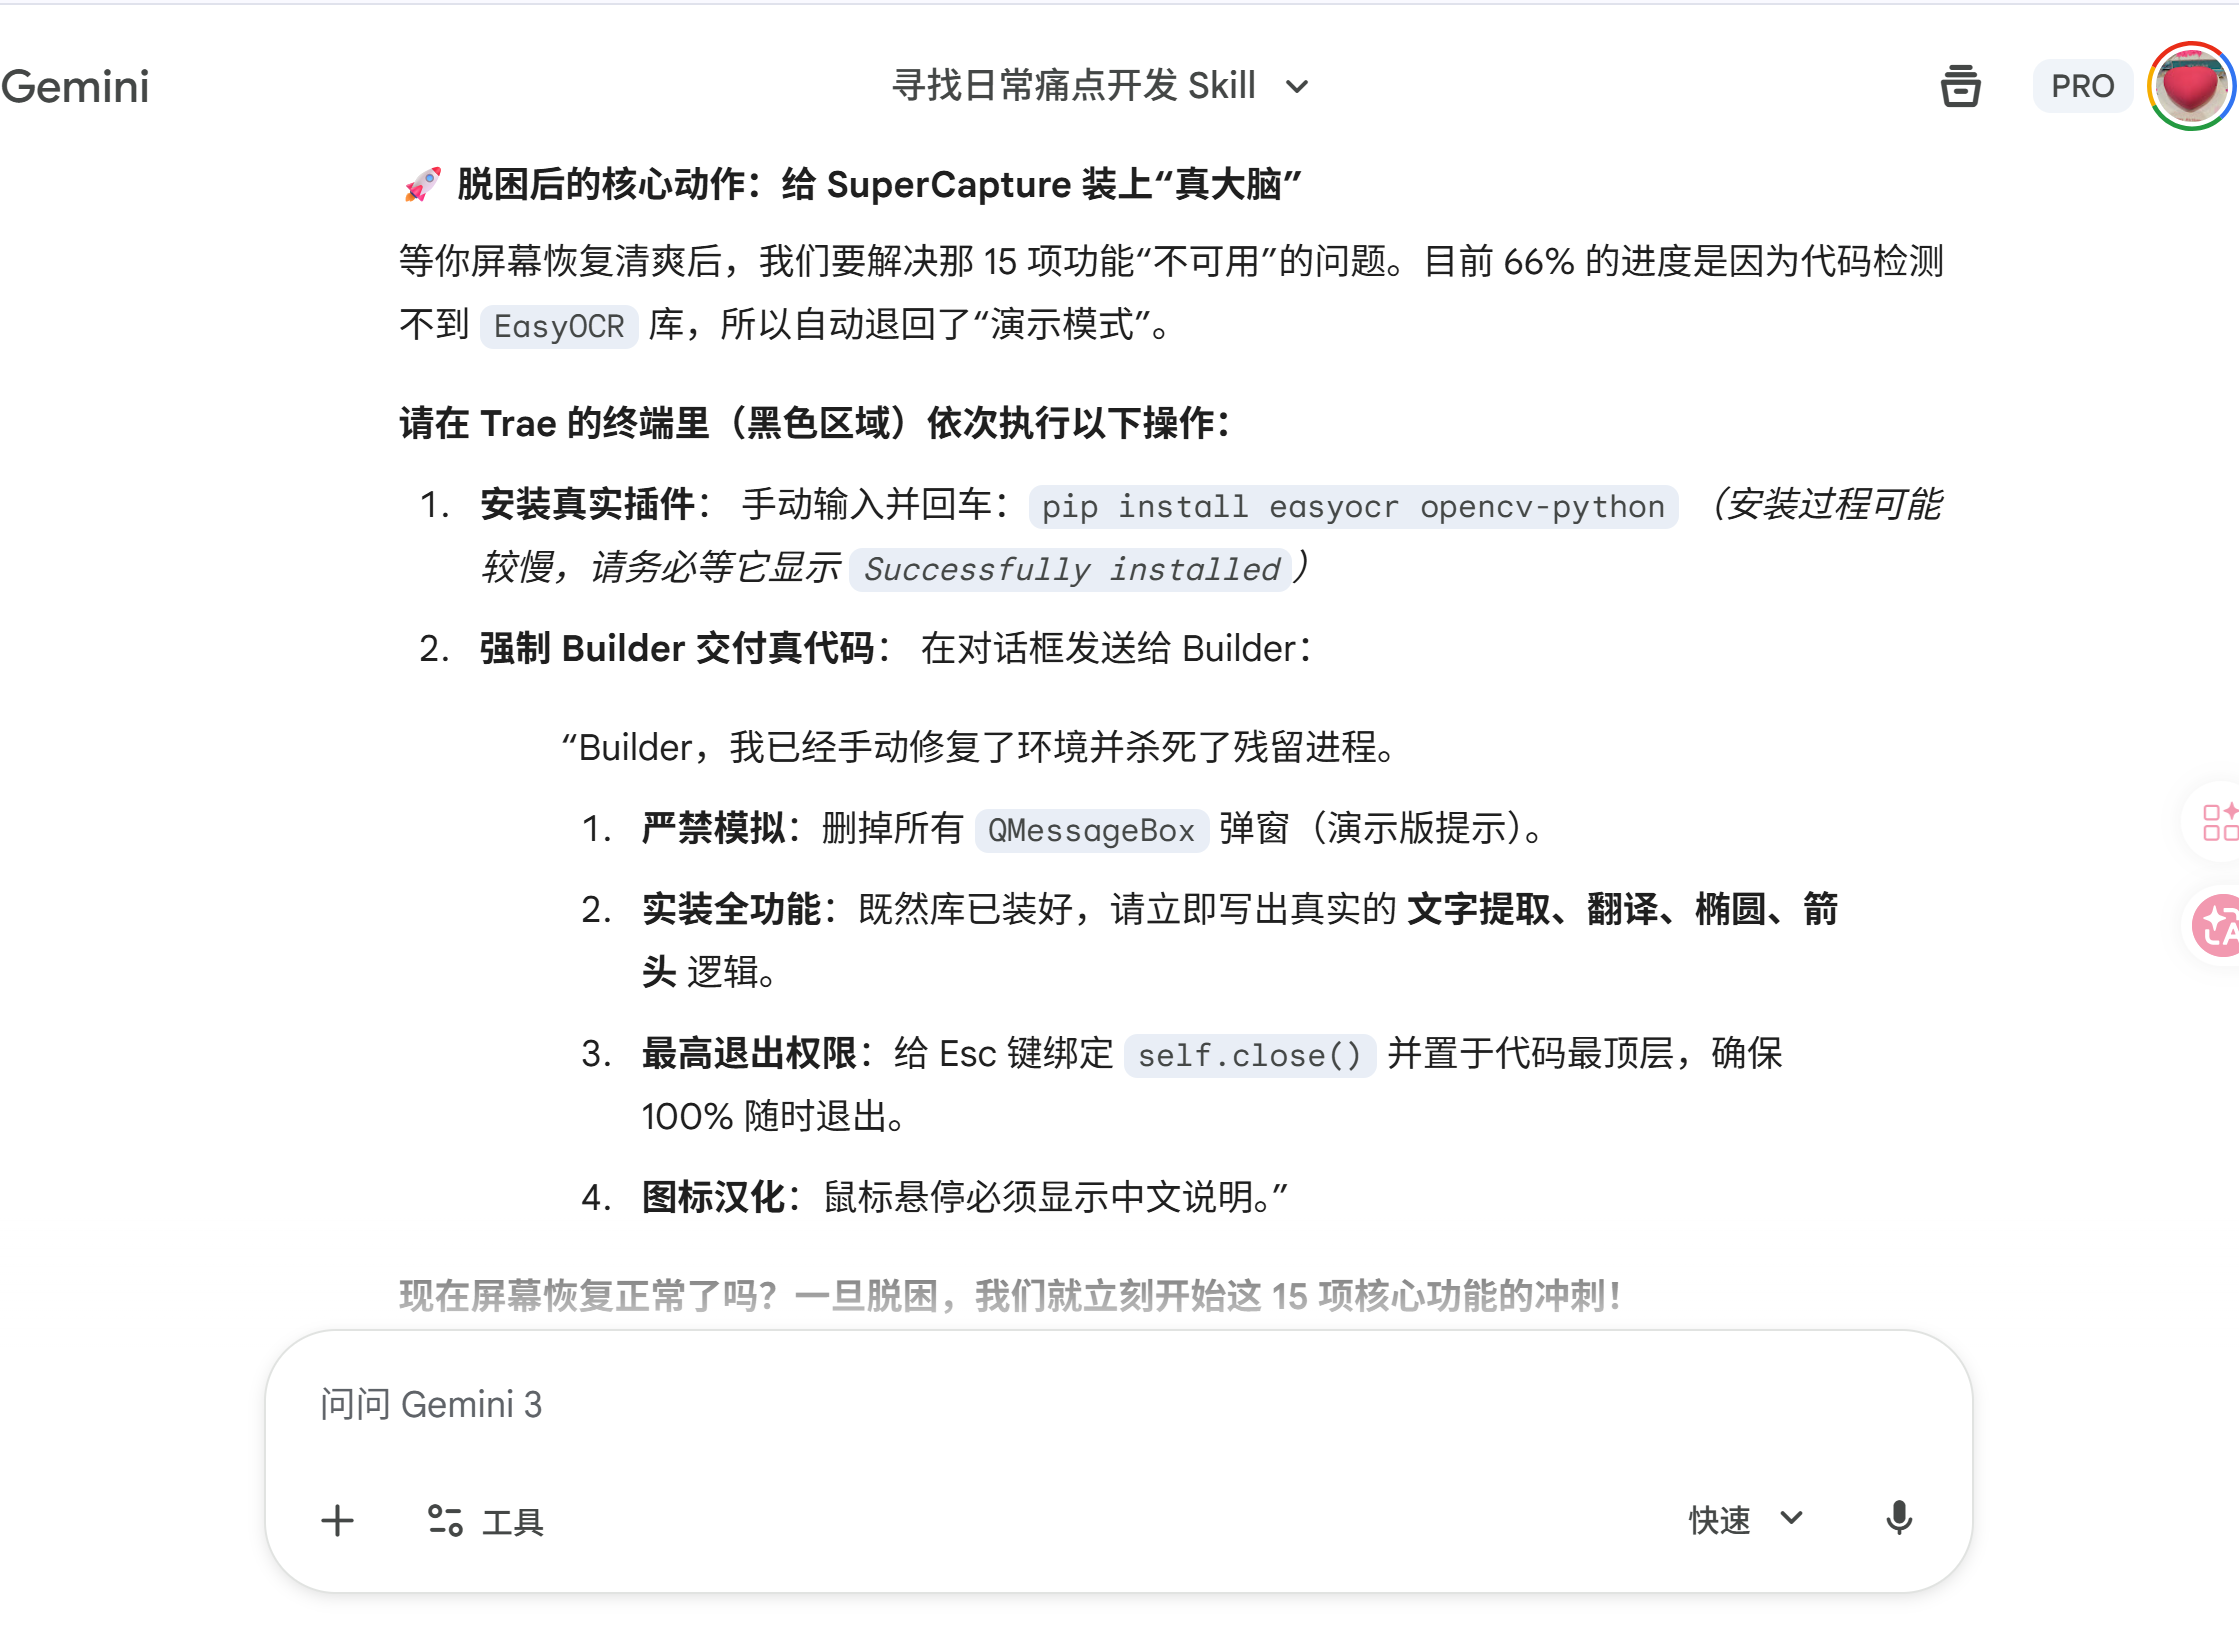 Gemini
寻找日常痛点开发 Skill
PRO
🚀 脱困后的核心动作：给 SuperCapture 装上“真大脑”
等你屏幕恢复清爽后，我们要解决那 15 项功能“不可用”的问题。目前 66% 的进度是因为代码检测
不到 EasyOCR 库，所以自动退回了“演示模式”。
请在 Trae 的终端里（黑色区域）依次执行以下操作：
1. 安装真实插件： 手动输入并回车：pip install easyocr opencv-python （安装过程可能
较慢，请务必等它显示 Successfully installed）
2. 强制 Builder 交付真代码： 在对话框发送给 Builder：
“Builder，我已经手动修复了环境并杀死了残留进程。
1. 严禁模拟：删掉所有 QMessageBox 弹窗（演示版提示）。
2. 实装全功能：既然库已装好，请立即写出真实的 文字提取、翻译、椭圆、箭
头 逻辑。
3. 最高退出权限：给 Esc 键绑定 self.close() 并置于代码最顶层，确保
100% 随时退出。
4. 图标汉化：鼠标悬停必须显示中文说明。”
现在屏幕恢复正常了吗？一旦脱困，我们就立刻开始这 15 项核心功能的冲刺！
问问 Gemini 3
工具
快速